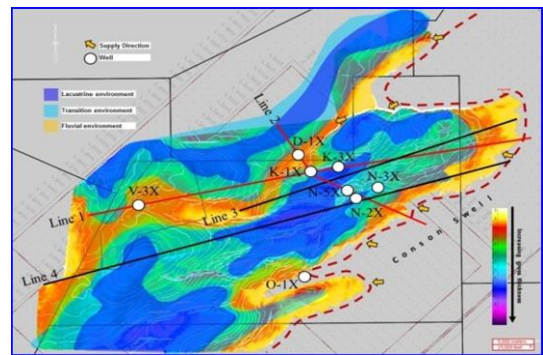 Supply Direction
Well
Lacustrine environment
Transition environment
Fluvial environment
Line 2
D-1X
K-3X
K-1X
V-3X
N-3X
N-5X
N-2X
Line 1
Line 3
Line 4
O-1X
Conson Swell
Increasing gross thickness